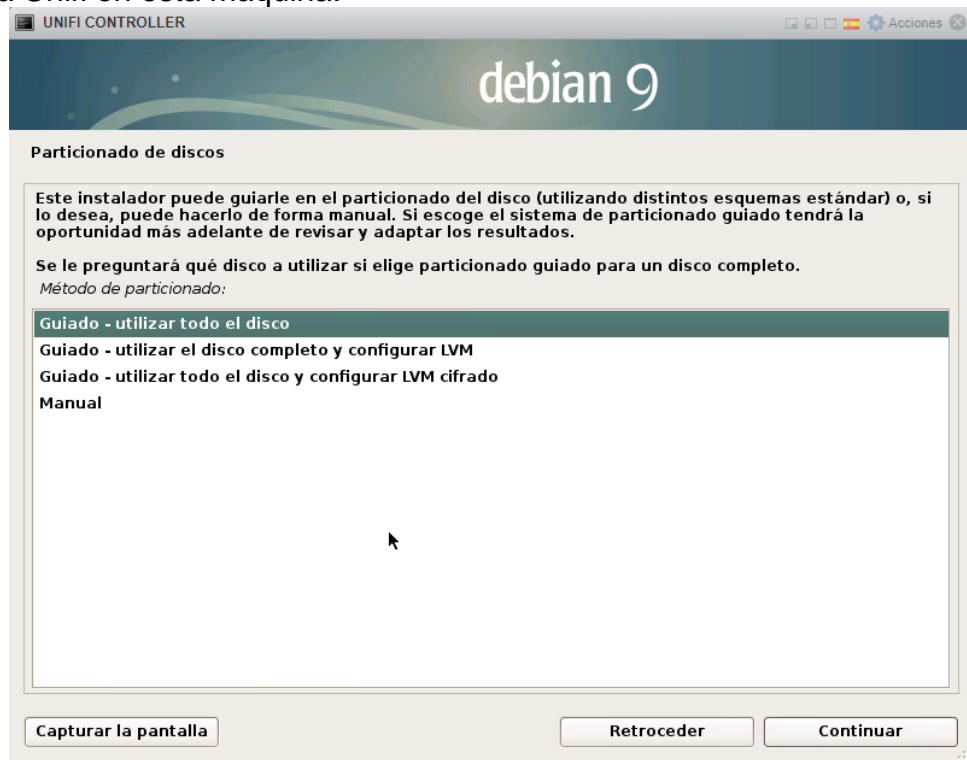 a Unifi en esta máquina.
UNIFI CONTROLLER
Acciones
debian 9
Particionado de discos
Este instalador puede guiarle en el particionado del disco (utilizando distintos esquemas estándar) o, si
lo desea, puede hacerlo de forma manual. Si escoge el sistema de particionado guiado tendrá la
oportunidad más adelante de revisar y adaptar los resultados.
Se le preguntará qué disco a utilizar si elige particionado guiado para un disco completo.
Método de particionado:
Guiado - utilizar todo el disco
Guiado - utilizar el disco completo y configurar LVM
Guiado - utilizar todo el disco y configurar LVM cifrado
Manual
Capturar la pantalla
Retroceder
Continuar